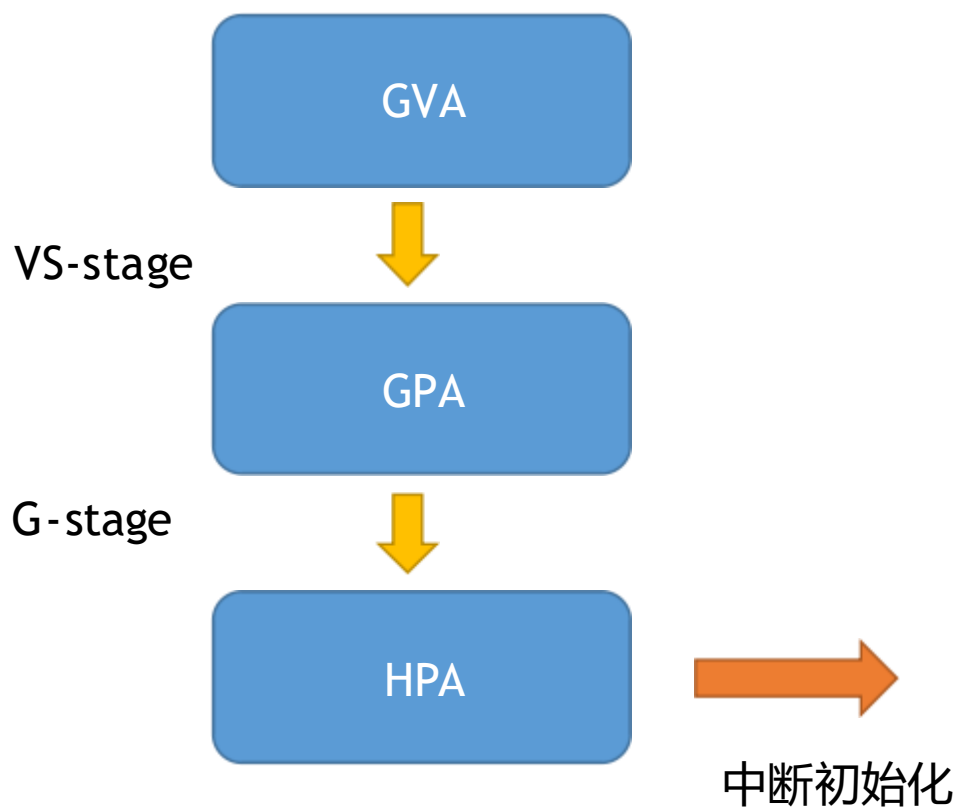 GVA
VS-stage
GPA
G-stage
HPA
中断初始化